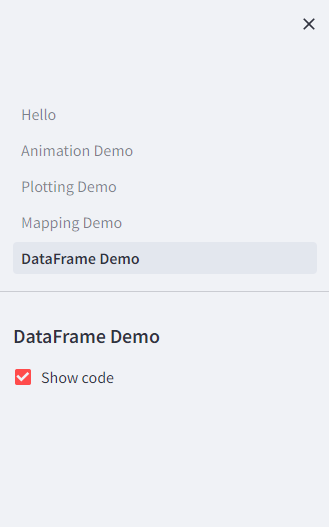 Hello
Animation Demo
Plotting Demo
Mapping Demo
DataFrame Demo
DataFrame Demo
Show code